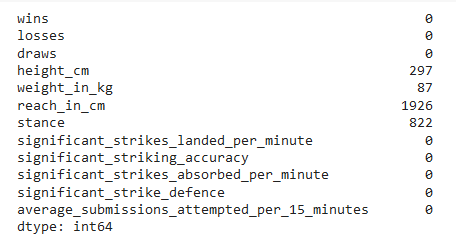 wins 0
losses 0
draws 0
height_cm 297
weight_in_kg 87
reach_in_cm 1926
stance 822
significant_strikes_landed_per_minute 0
significant_striking_accuracy 0
significant_strikes_absorbed_per_minute 0
significant_strike_defence 0
average_submissions_attempted_per_15_minutes 0
dtype: int64